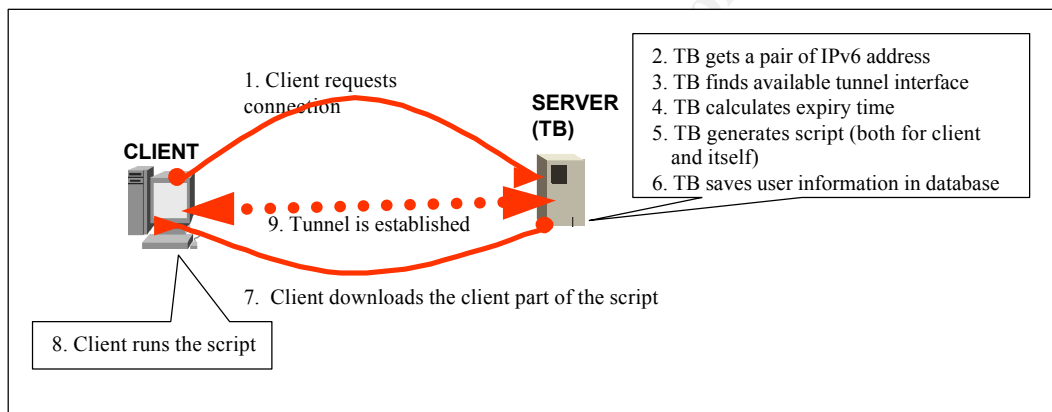 1. Client requests
connection
CLIENT
SERVER
(TB)
2. TB gets a pair of IPv6 address
3. TB finds available tunnel interface
4. TB calculates expiry time
5. TB generates script (both for client
and itself)
6. TB saves user information in database
9. Tunnel is established
7. Client downloads the client part of the script
8. Client runs the script